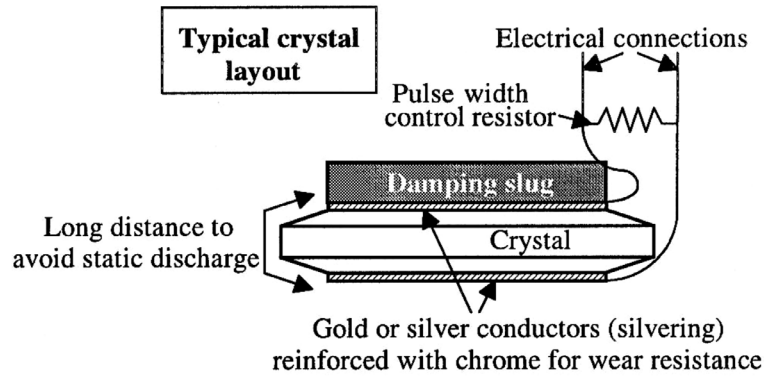 Typical crystal
layout
Electrical connections
Pulse width
control resistor
Damping slug
Long distance to
avoid static discharge
Crystal
Gold or silver conductors (silvering)
reinforced with chrome for wear resistance